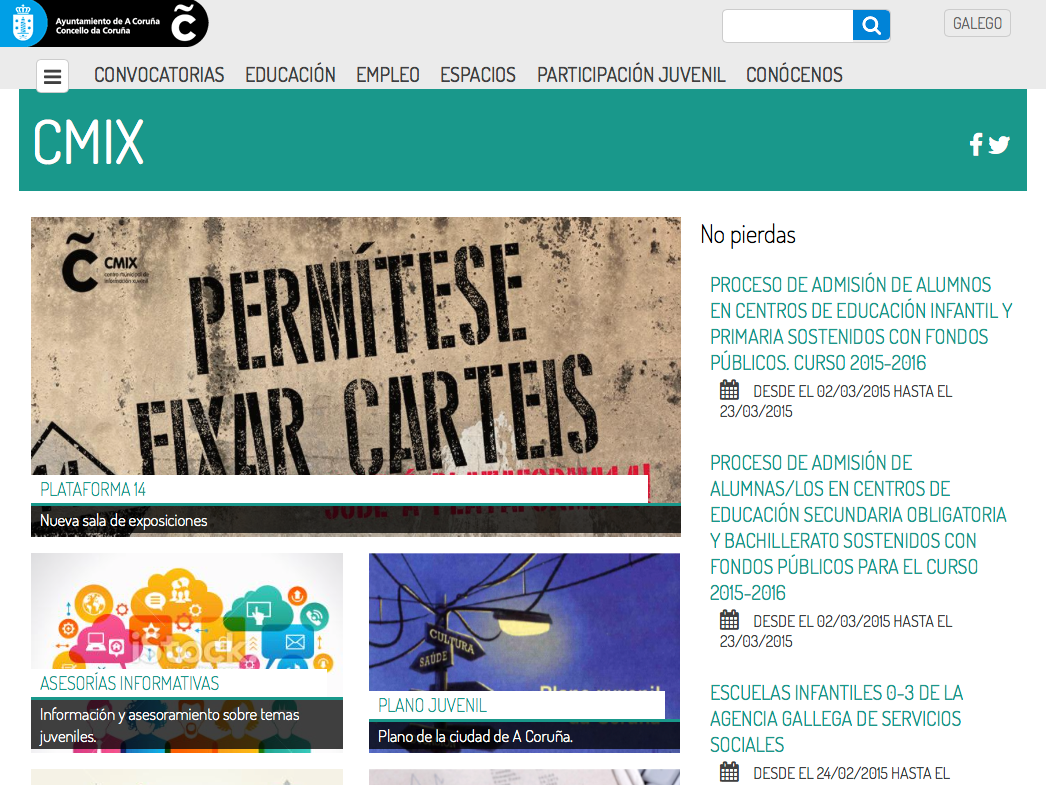 Ayuntamiento de A Coruña
Concello da Coruña
GALEGO
CONVOCATORIAS EDUCACIÓN EMPLEO ESPACIOS PARTICIPACIÓN JUVENIL CONÓCENOS
CMIX
CMIX
centro municipal de
información xuvenil
PERMÍTESE
FIXAR CARTEIS
PLATAFORMA 14
Nueva sala de exposiciones
iStock
ASESORÍAS INFORMATIVAS
Información y asesoramiento sobre temas
juveniles.
CULTURA
SAÚDE
Plano juvenil
PLANO JUVENIL
Plano de la ciudad de A Coruña.
No pierdas
PROCESO DE ADMISIÓN DE ALUMNOS
EN CENTROS DE EDUCACIÓN INFANTIL Y
PRIMARIA SOSTENIDOS CON FONDOS
PÚBLICOS. CURSO 2015-2016
DESDE EL 02/03/2015 HASTA EL
23/03/2015
PROCESO DE ADMISIÓN DE
ALUMNAS/LOS EN CENTROS DE
EDUCACIÓN SECUNDARIA OBLIGATORIA
Y BACHILLERATO SOSTENIDOS CON
FONDOS PÚBLICOS PARA EL CURSO
2015-2016
DESDE EL 02/03/2015 HASTA EL
23/03/2015
ESCUELAS INFANTILES 0-3 DE LA
AGENCIA GALLEGA DE SERVICIOS
SOCIALES
DESDE EL 24/02/2015 HASTA EL